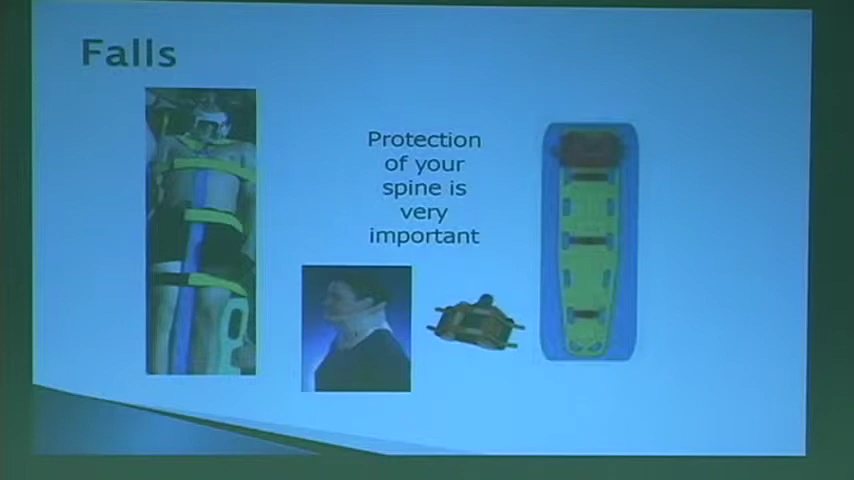 Falls
Protection
of your
spine is
very
important